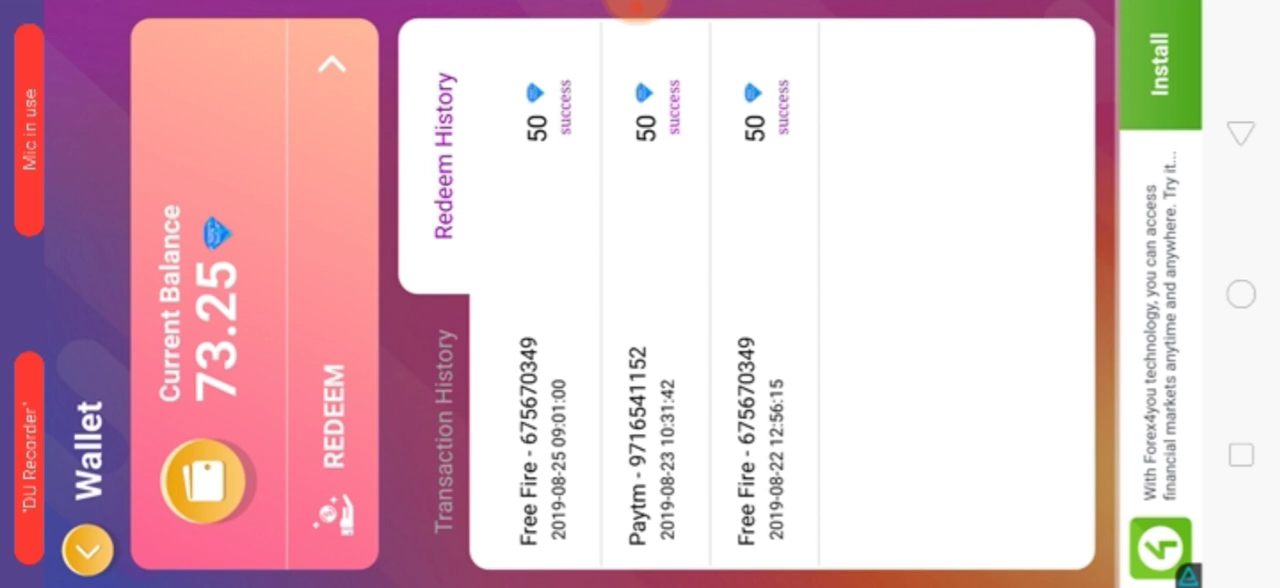 "DU Recorder"
Mic in use
Wallet
Current Balance
73.25
REDEEM
Transaction History
Redeem History
Free Fire - 675670349
50
2019-08-25 09:01:00
success
Paytm - 9716541152
50
2019-08-23 10:31:42
success
Free Fire - 675670349
50
2019-08-22 12:56:15
success
With Forex4you technology, you can access
financial markets anytime and anywhere. Try it...
Install